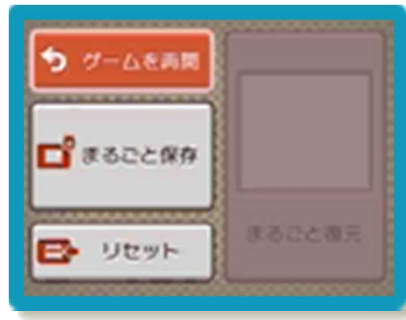 ゲームを再開
まるごと保存
リセット
まるごと復元